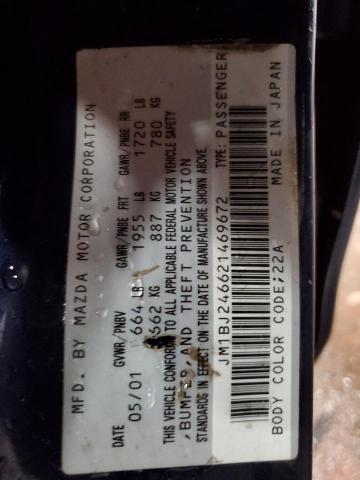 MFD. BY MAZDA MOTOR CORPORATION
GVWR/PNBV GAWR/PNBE FRT GAWR/PNBE RR
DATE
05/01 664 LB 1955 LB 1720 LB
662 KG 887 KG 780 KG
THIS VEHICLE CONFORMS TO ALL APPLICABLE FEDERAL MOTOR VEHICLE SAFETY
,BUMPER,AND THEFT PREVENTION
STANDARDS IN EFFECT ON THE DATE OF MANUFACTURE SHOWN ABOVE.
JM1BJ246621469672 TYPE: PASSENGER
BODY COLOR CODE;22A MADE IN JAPAN